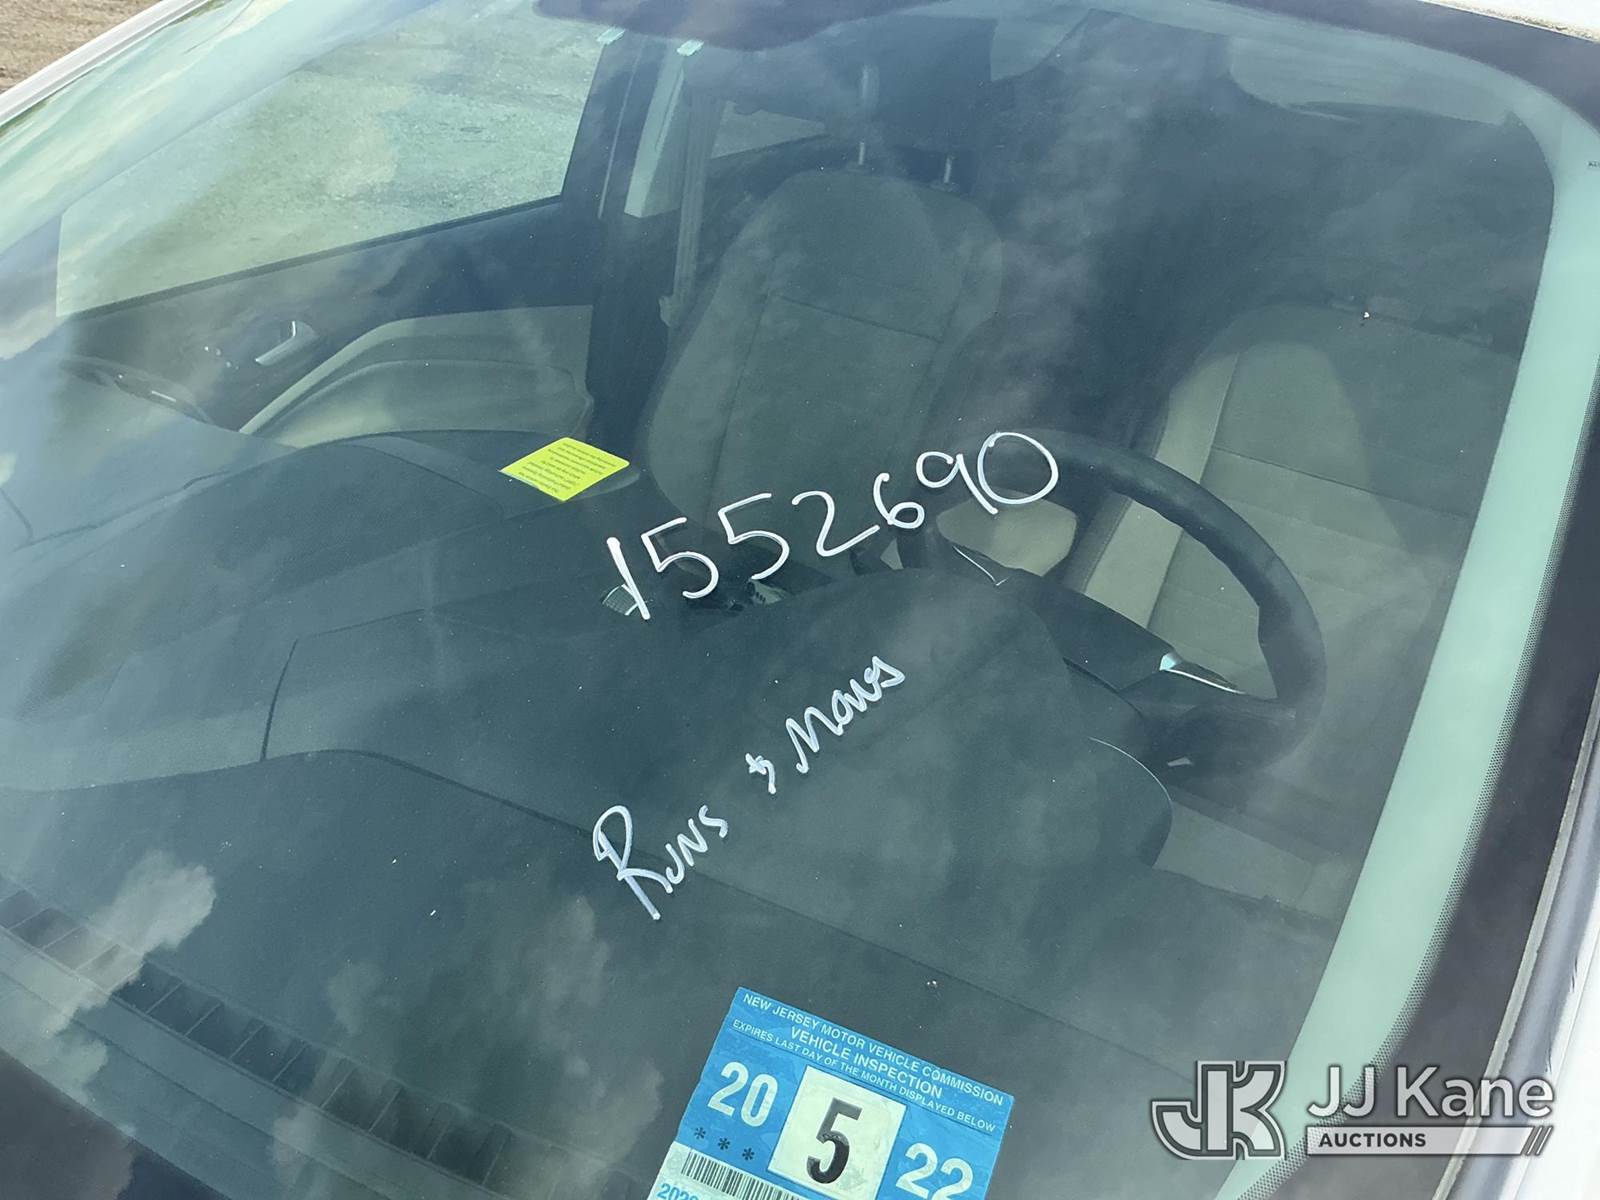 1552690
Runs & Moves
NEW JERSEY MOTOR VEHICLE COMMISSION
VEHICLE INSPECTION
EXPIRES LAST DAY OF THE MONTH DISPLAYED BELOW
20 5 22
***
JK JJ Kane
AUCTIONS